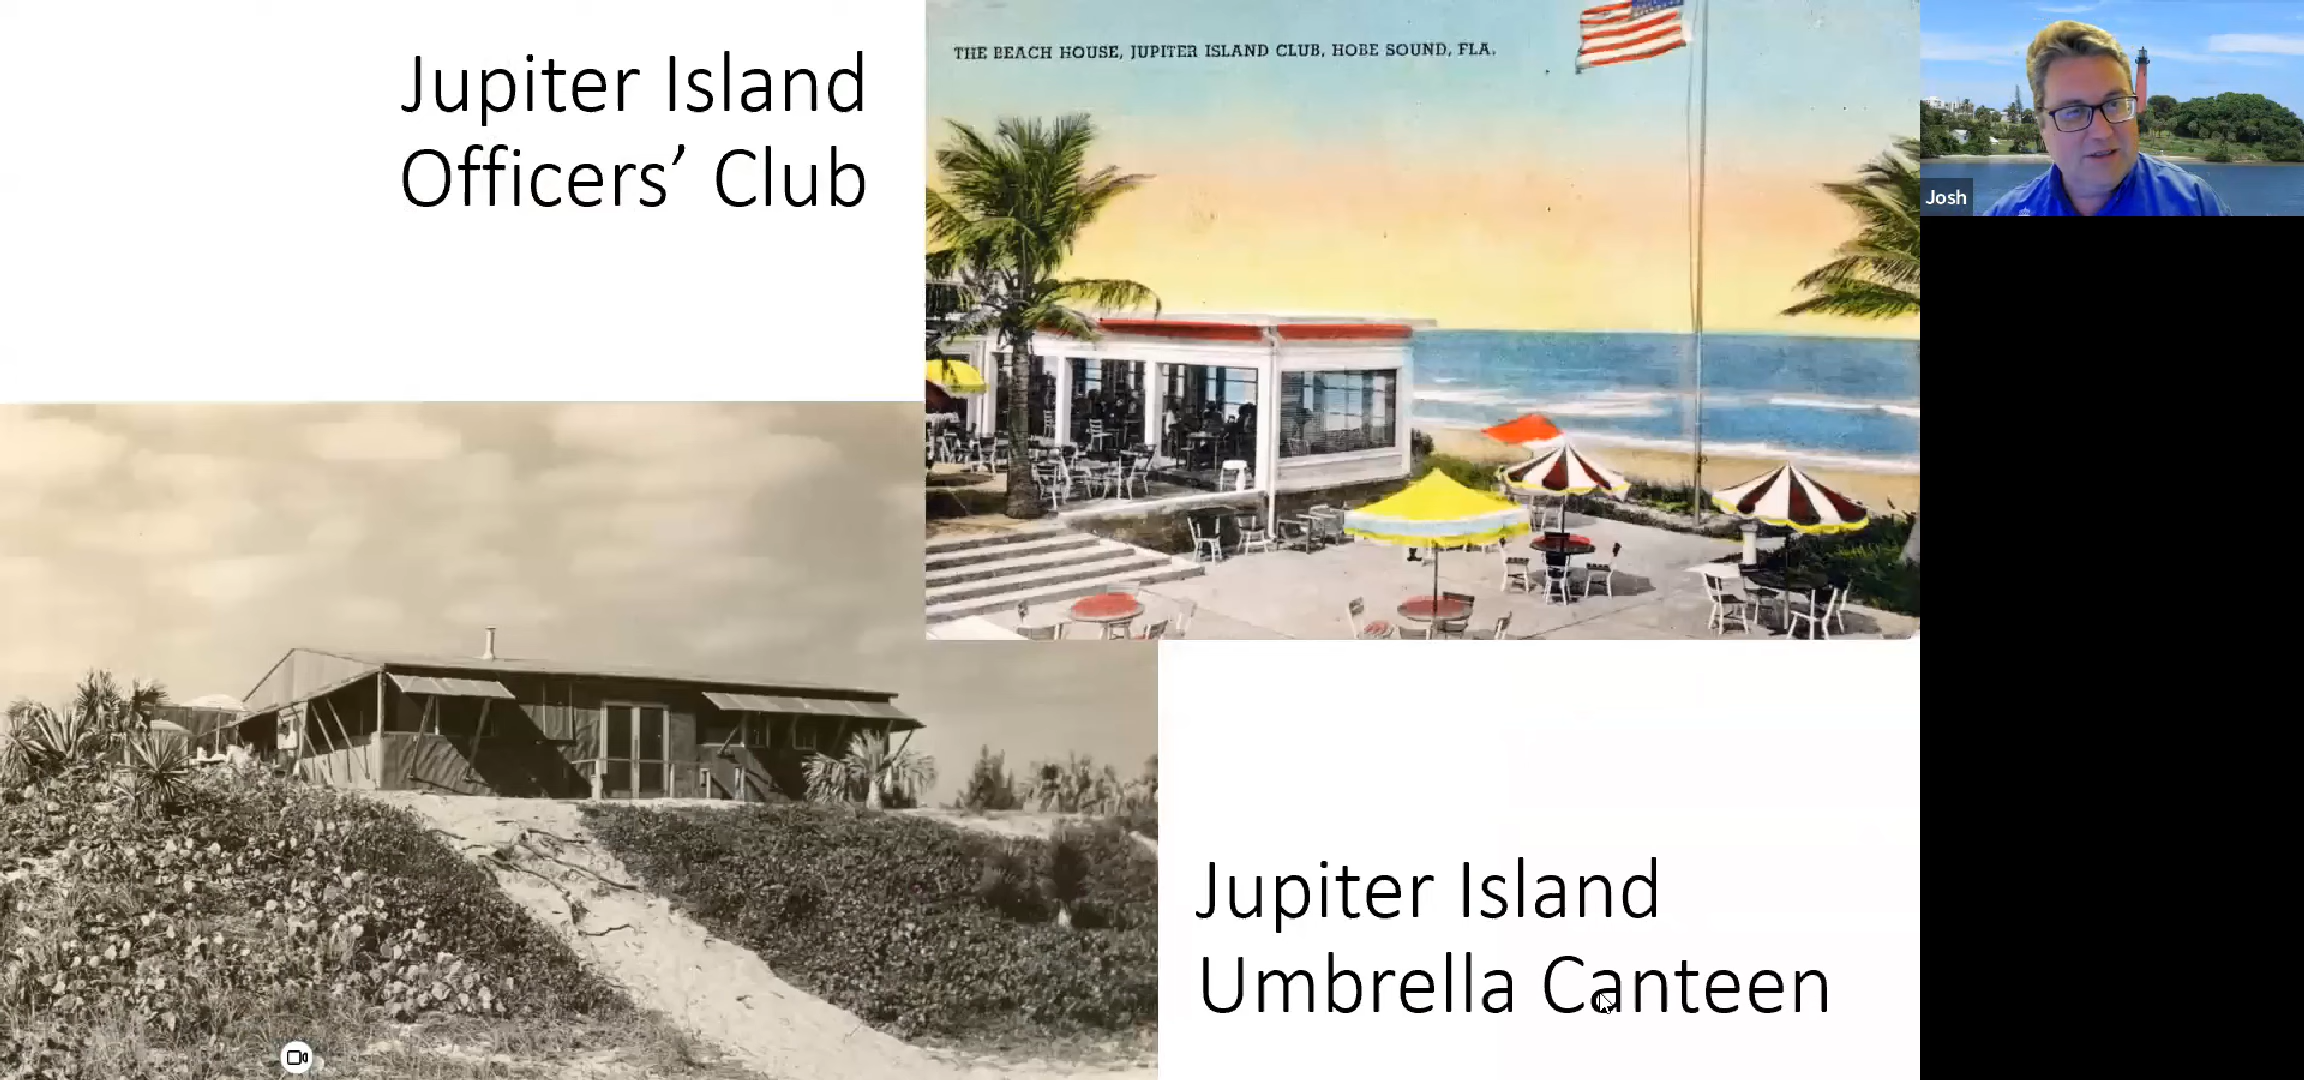 Jupiter Island
Officers’ Club
THE BEACH HOUSE, JUPITER ISLAND CLUB, HOBE SOUND, FLA.
Josh
Jupiter Island
Umbrella Canteen